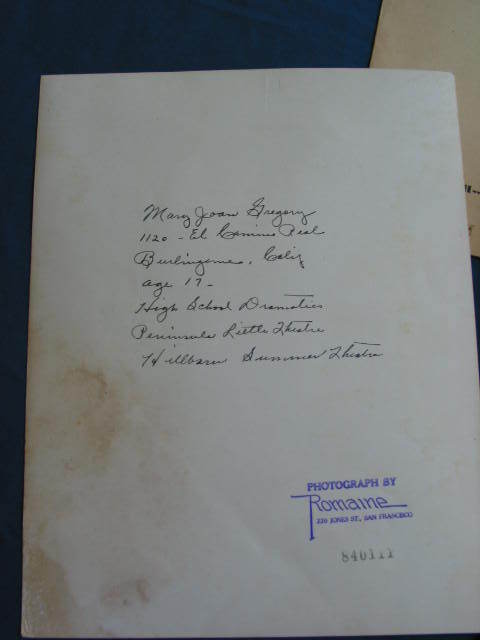 Mary Joan Gregory
1120 - El Camino Real
Burlingame, Calif
age 17 -
High School Dramatics
Peninsula Little Theatre
Hillbarn Summer Theatre
PHOTOGRAPH BY
Romaine
220 JONES ST., SAN FRANCISCO
840111